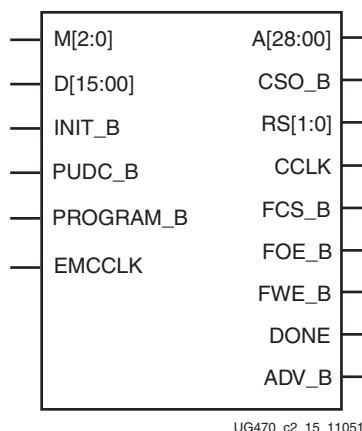 M[2:0]
D[15:00]
INIT_B
PUDC_B
PROGRAM_B
EMCCLK
A[28:00]
CSO_B
RS[1:0]
CCLK
FCS_B
FOE_B
FWE_B
DONE
ADV_B
UG470_c2_15_11051